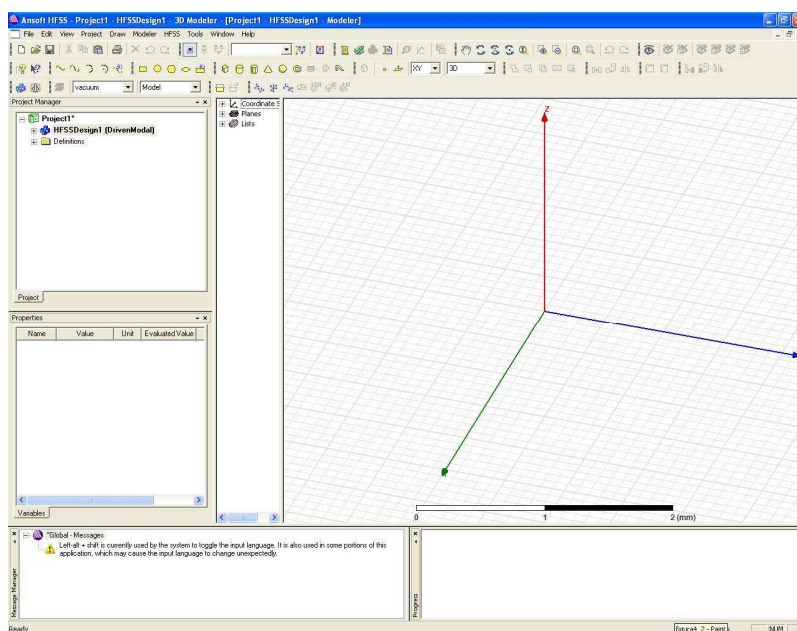 Ansoft HFSS - Project1 - HFSSDesign1 - 3D Modeler - [Project1 - HFSSDesign1 - Modeler]
File Edit View Project Draw Modeler HFSS Tools Window Help
XY 3D
vacuum Model
Project Manager
Project1*
HFSSDesign1 (DrivenModal)
Definitions
Project
Coordinate S
Planes
Lists
Z
Properties
Name Value Unit Evaluated Value
Variables
0 1 2 (mm)
Message Manager
*Global - Messages
Left-alt + shift is currently used by the system to toggle the input language. It is also used in some portions of this
application, which may cause the input language to change unexpectedly.
Progress
Ready
Figura4_2 - Paint
NUM